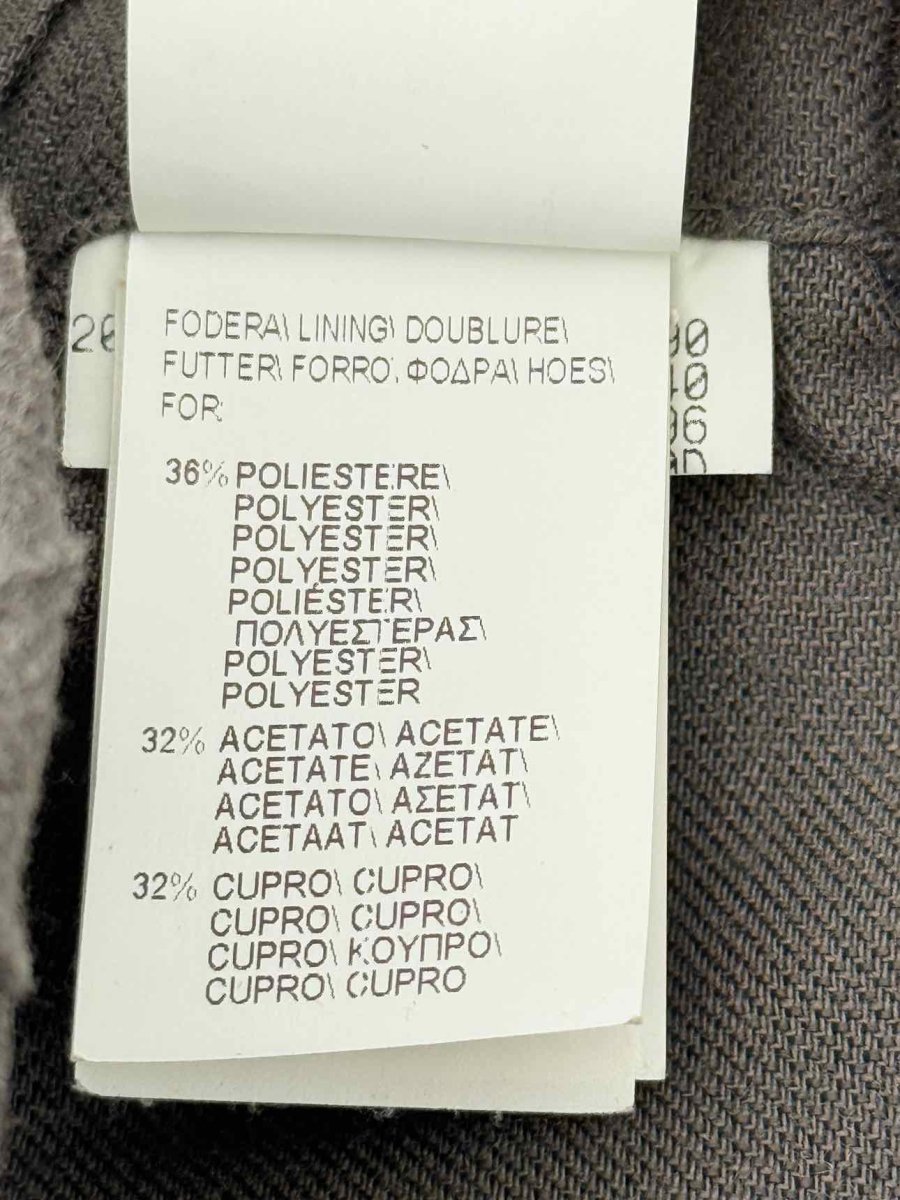 FODERA\ LINING\ DOUBLURE\
FUTTER\ FORRO\ ΦΟΔΡΑ\ HOES\
FOR:
36% POLIESTERE\
POLYESTER\
POLYESTER\
POLYESTER\
POLIÉSTER\
ΠΟΛΥΕΣΤΕΡΑΣ\
POLYESTER\
POLYESTER
32% ACETATO\ ACETATE\
ACETATE\ AZETAT\
ACETATO\ ΑΣΕΤΑΤ\
ACETAAT\ ACETAT
32% CUPRO\ CUPRO\
CUPRO\ CUPRO\
CUPRO\ ΚΟΥΠΡΟ\
CUPRO\ CUPRO